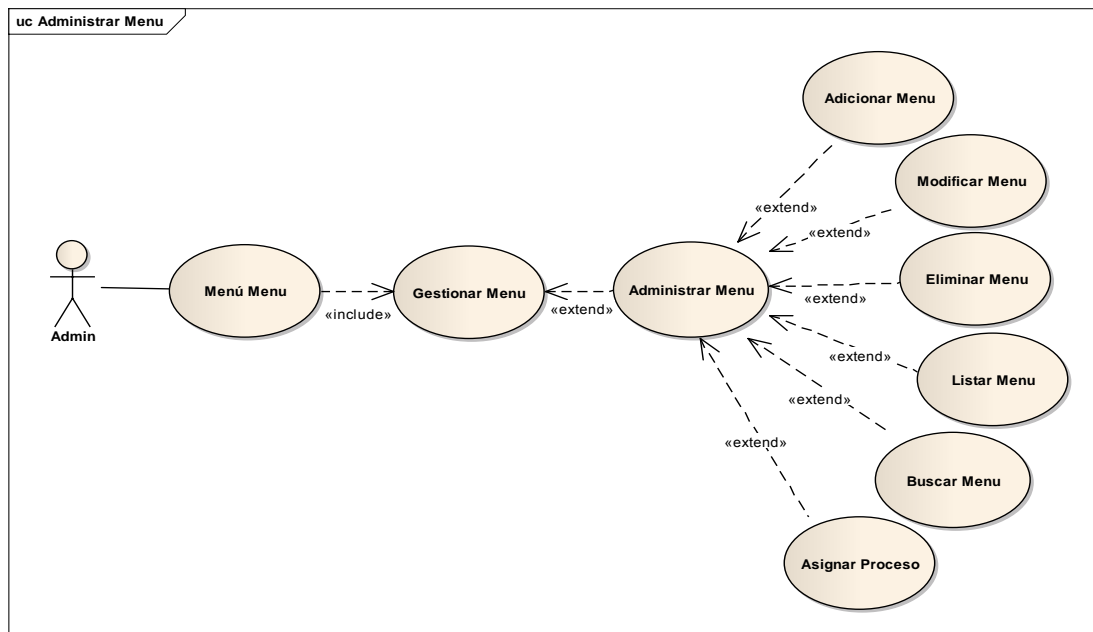 uc Administrar Menu
Adicionar Menu
Modificar Menu
«extend»
«extend»
Eliminar Menu
«extend»
Menú Menu
Gestionar Menu
Administrar Menu
«include»
«extend»
Admin
«extend»
Listar Menu
«extend»
«extend»
Buscar Menu
Asignar Proceso